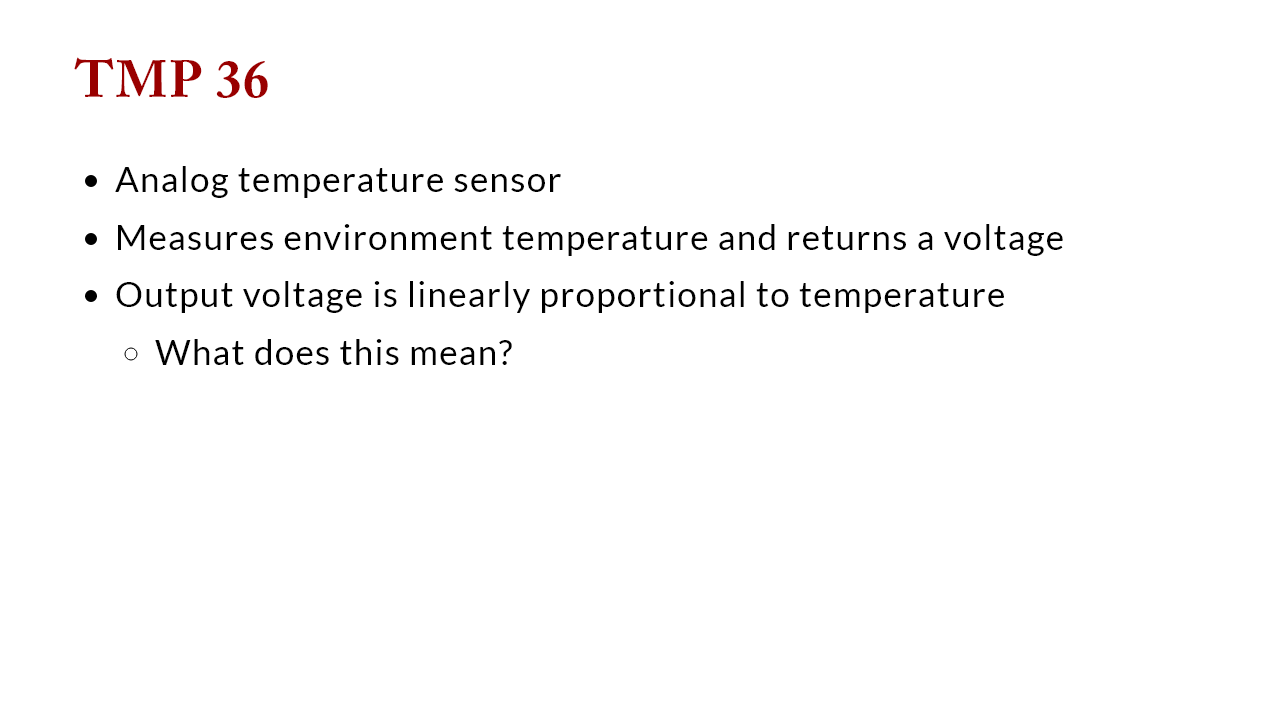 TMP 36
Analog temperature sensor
Measures environment temperature and returns a voltage
Output voltage is linearly proportional to temperature
What does this mean?